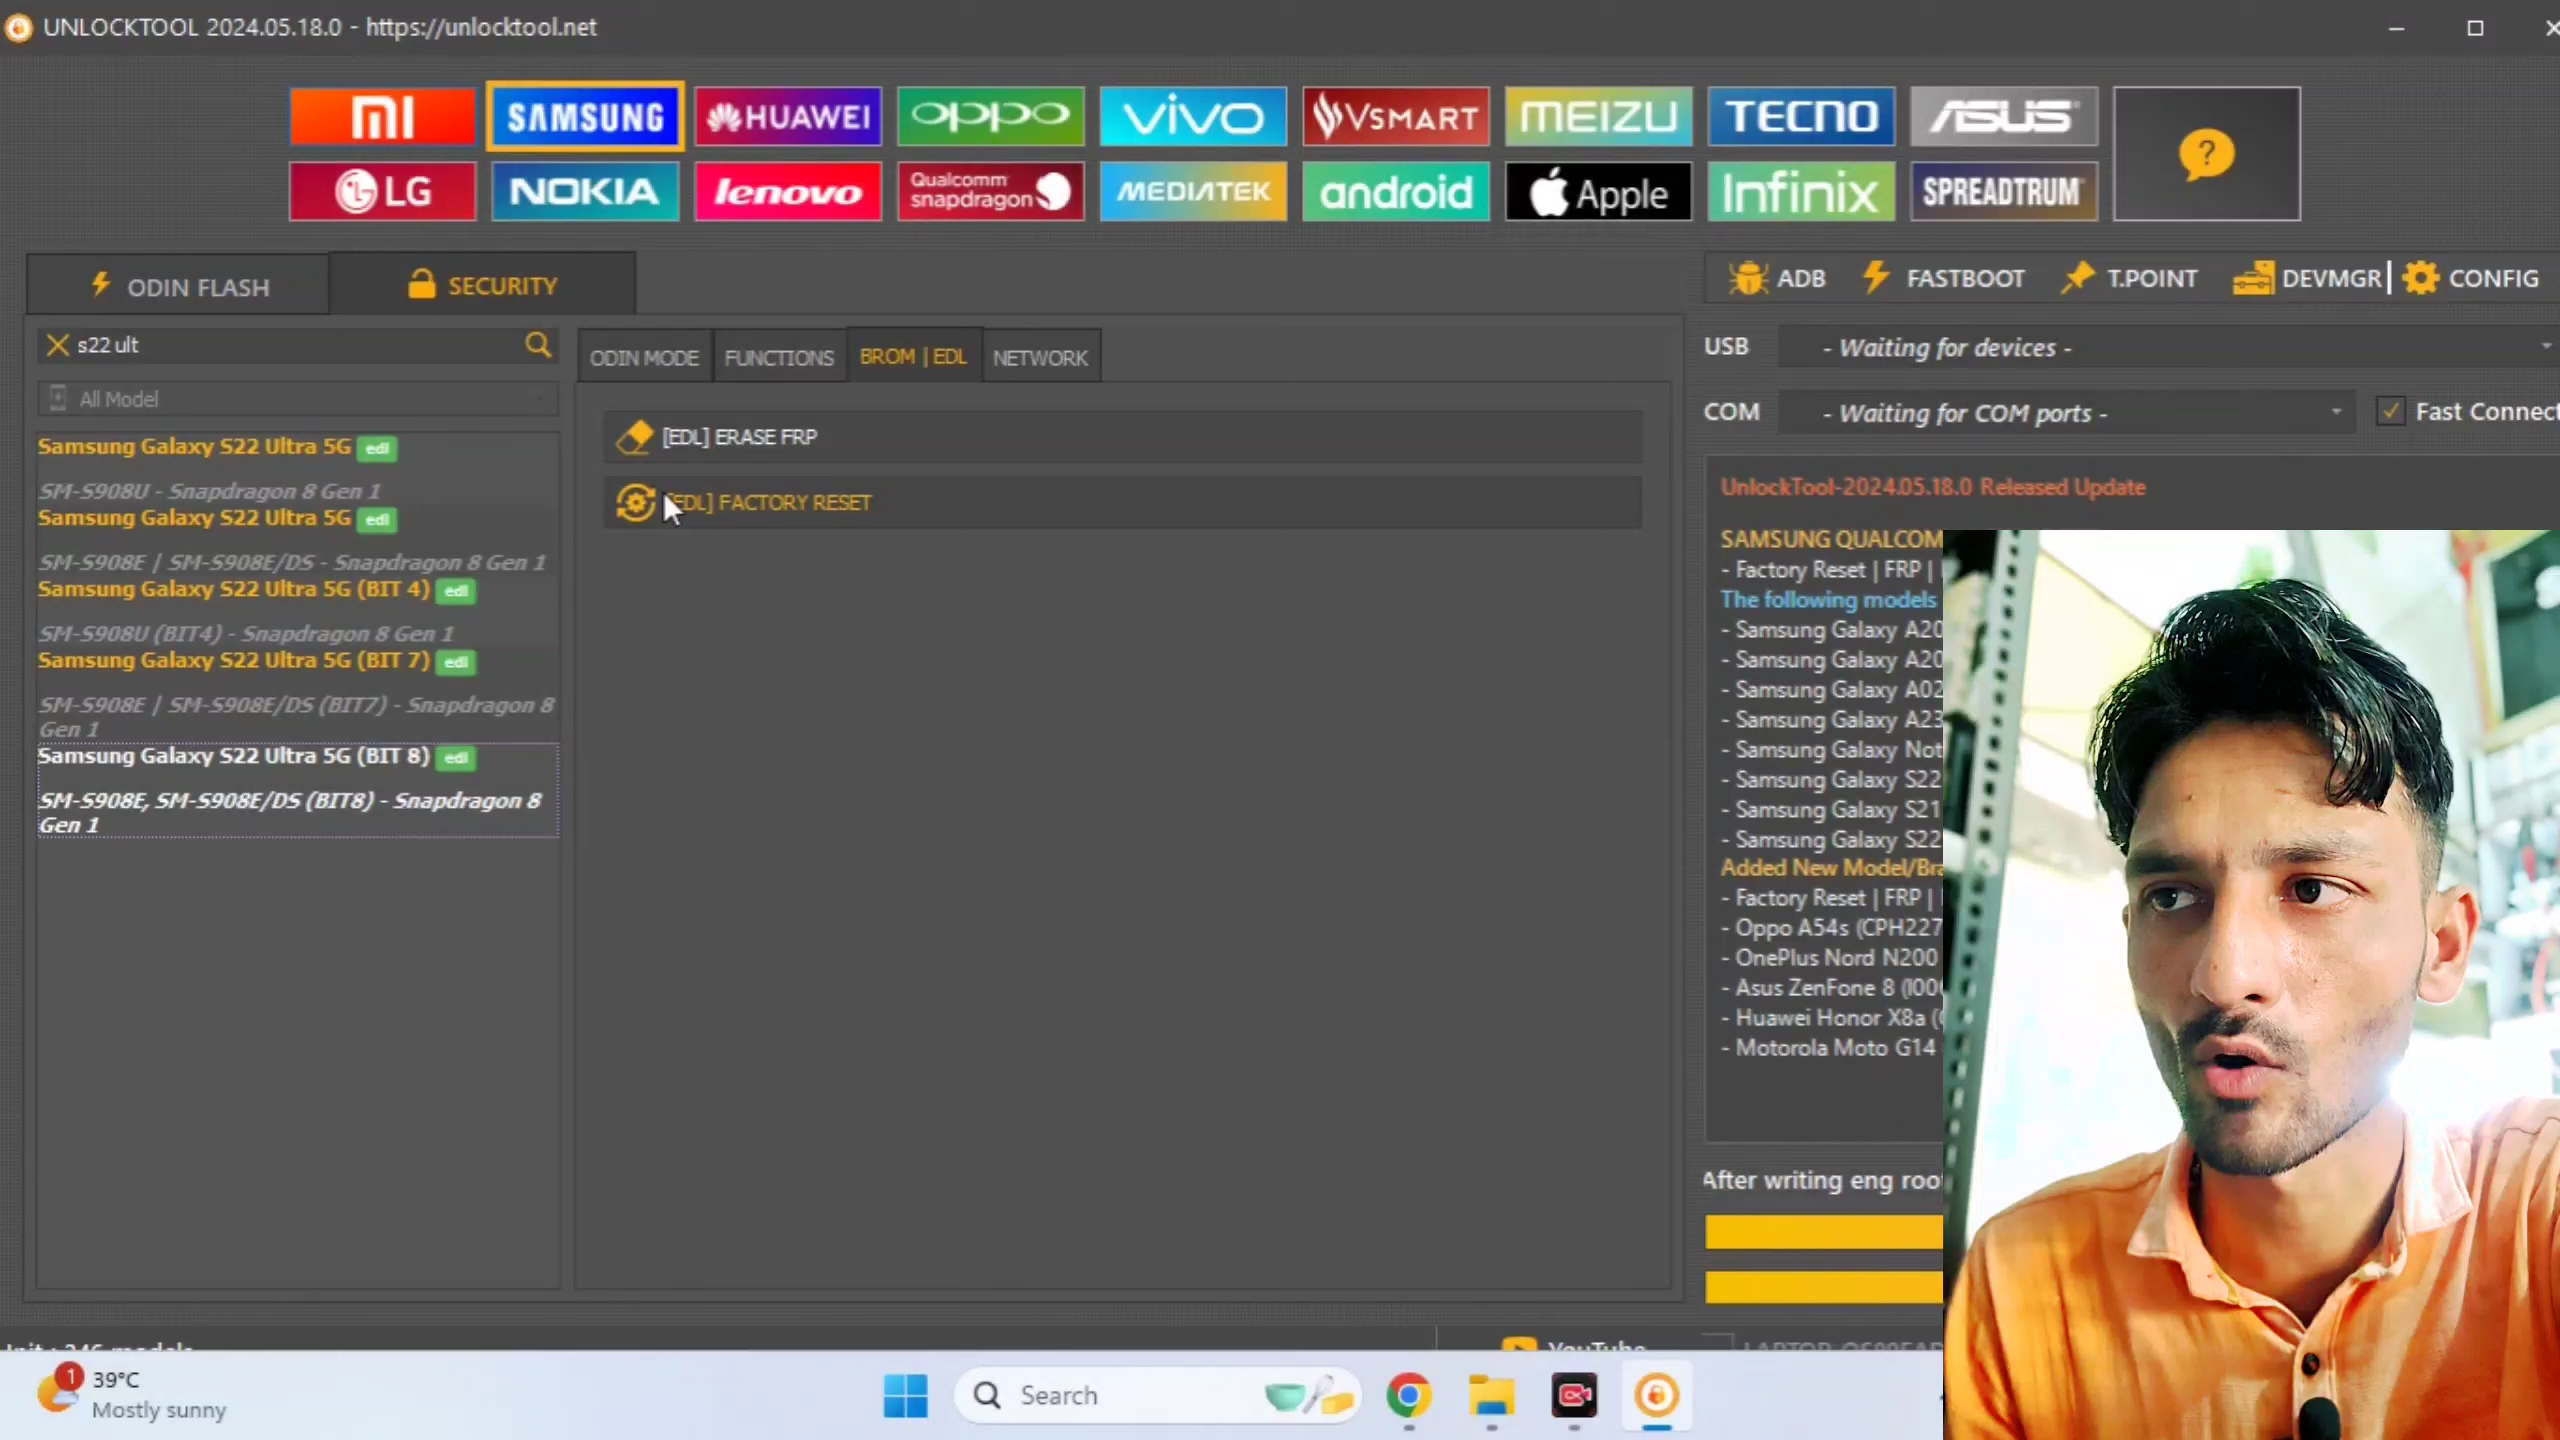 UNLOCKTOOL 2024.05.18.0 - https://unlocktool.net
mi SAMSUNG HUAWEI oppo vivo VSMART MEIZU TECNO ASUS ?
LG NOKIA lenovo Qualcomm snapdragon MEDIATEK android Apple Infinix SPREADTRUM
ODIN FLASH SECURITY
ADB FASTBOOT T.POINT DEVMGR CONFIG
s22 ult
All Model
ODIN MODE FUNCTIONS BROM | EDL NETWORK
USB - Waiting for devices -
COM - Waiting for COM ports - Fast Connect
Samsung Galaxy S22 Ultra 5G edl
SM-S908U - Snapdragon 8 Gen 1
Samsung Galaxy S22 Ultra 5G edl
SM-S908E | SM-S908E/DS - Snapdragon 8 Gen 1
Samsung Galaxy S22 Ultra 5G (BIT 4) edl
SM-S908U (BIT4) - Snapdragon 8 Gen 1
Samsung Galaxy S22 Ultra 5G (BIT 7) edl
SM-S908E | SM-S908E/DS (BIT7) - Snapdragon 8
Gen 1
Samsung Galaxy S22 Ultra 5G (BIT 8) edl
SM-S908E, SM-S908E/DS (BIT8) - Snapdragon 8
Gen 1
[EDL] ERASE FRP
EDL] FACTORY RESET
UnlockTool-2024.05.18.0 Released Update
SAMSUNG QUALCOM
- Factory Reset | FRP |
The following models
- Samsung Galaxy A20
- Samsung Galaxy A20
- Samsung Galaxy A02
- Samsung Galaxy A23
- Samsung Galaxy Not
- Samsung Galaxy S22
- Samsung Galaxy S21
- Samsung Galaxy S22
Added New Model/Bra
- Factory Reset | FRP |
- Oppo A54s (CPH227
- OnePlus Nord N200
- Asus ZenFone 8 (I00
- Huawei Honor X8a (
- Motorola Moto G14
After writing eng roo
YouTube
1
39°C
Mostly sunny
Search